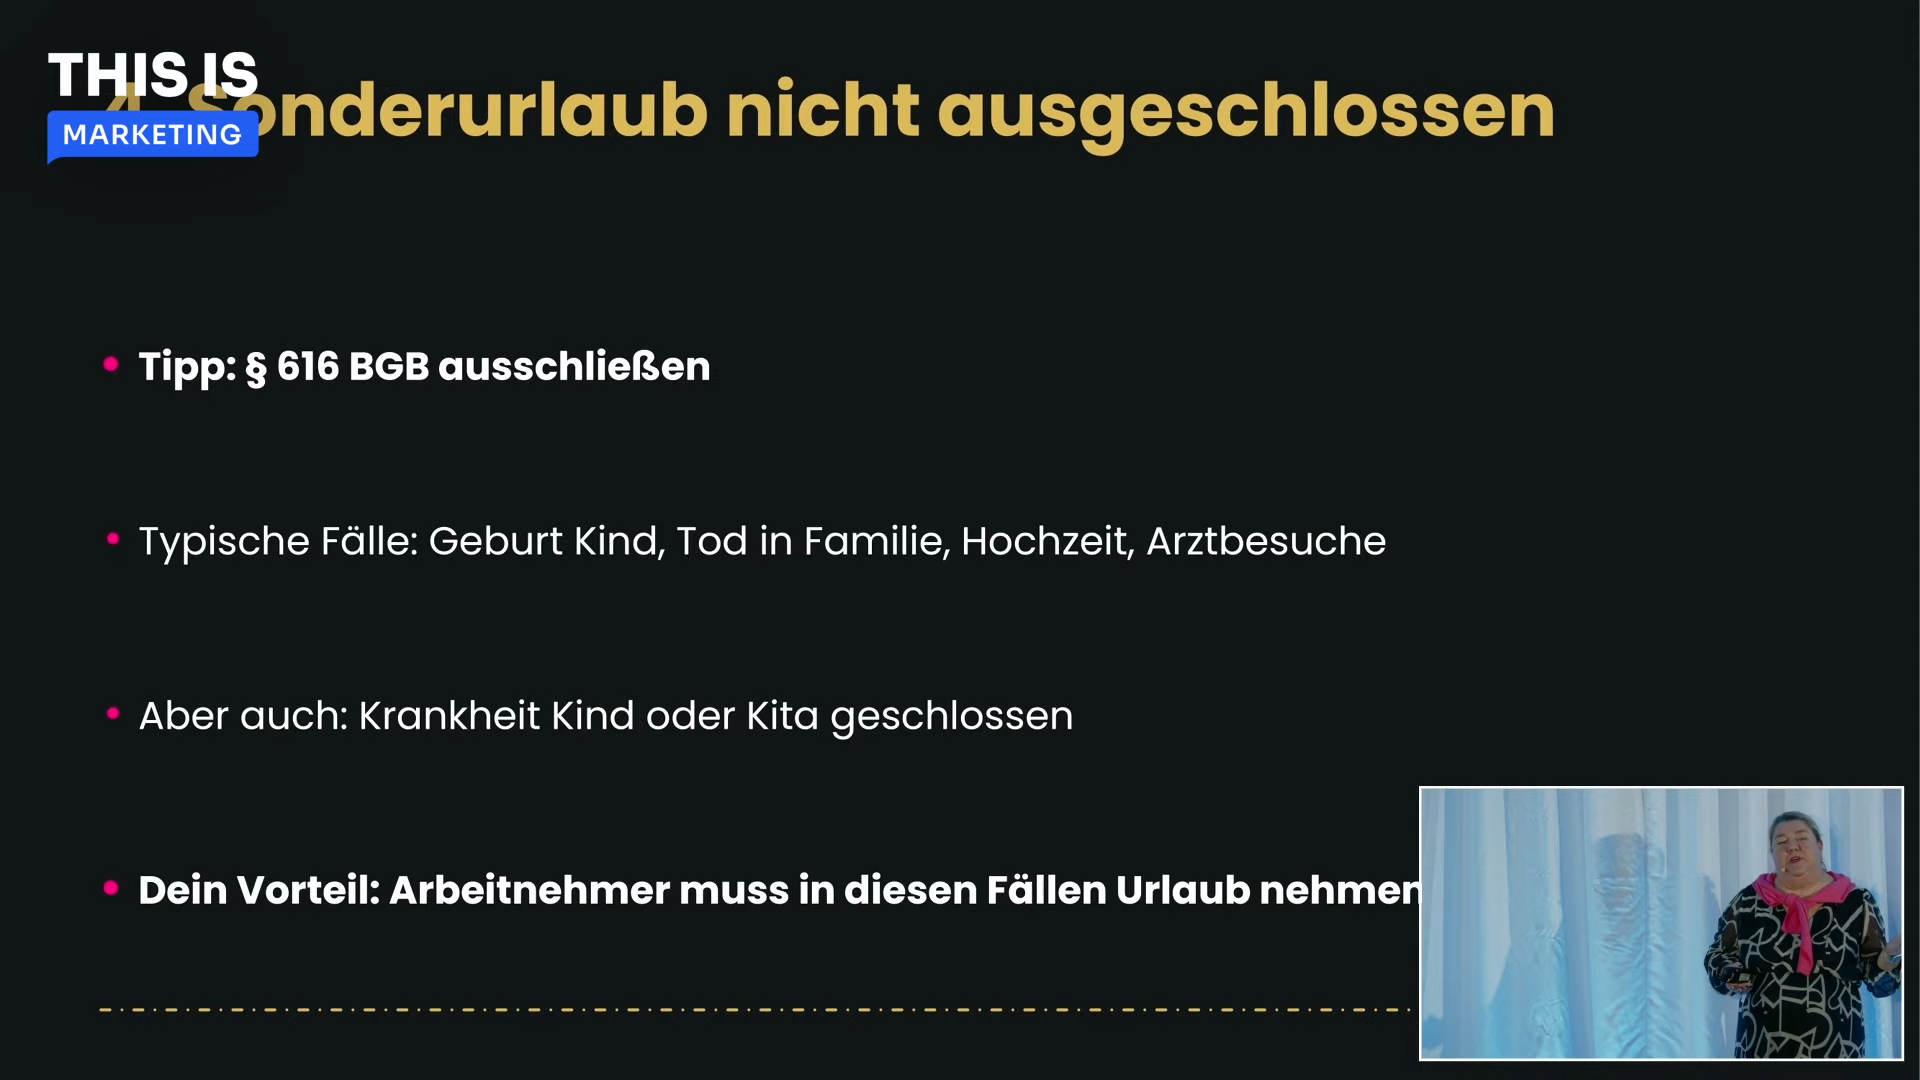 THIS IS
MARKETING
4. Sonderurlaub nicht ausgeschlossen
• Tipp: § 616 BGB ausschließen
• Typische Fälle: Geburt Kind, Tod in Familie, Hochzeit, Arztbesuche
• Aber auch: Krankheit Kind oder Kita geschlossen
• Dein Vorteil: Arbeitnehmer muss in diesen Fällen Urlaub nehmen